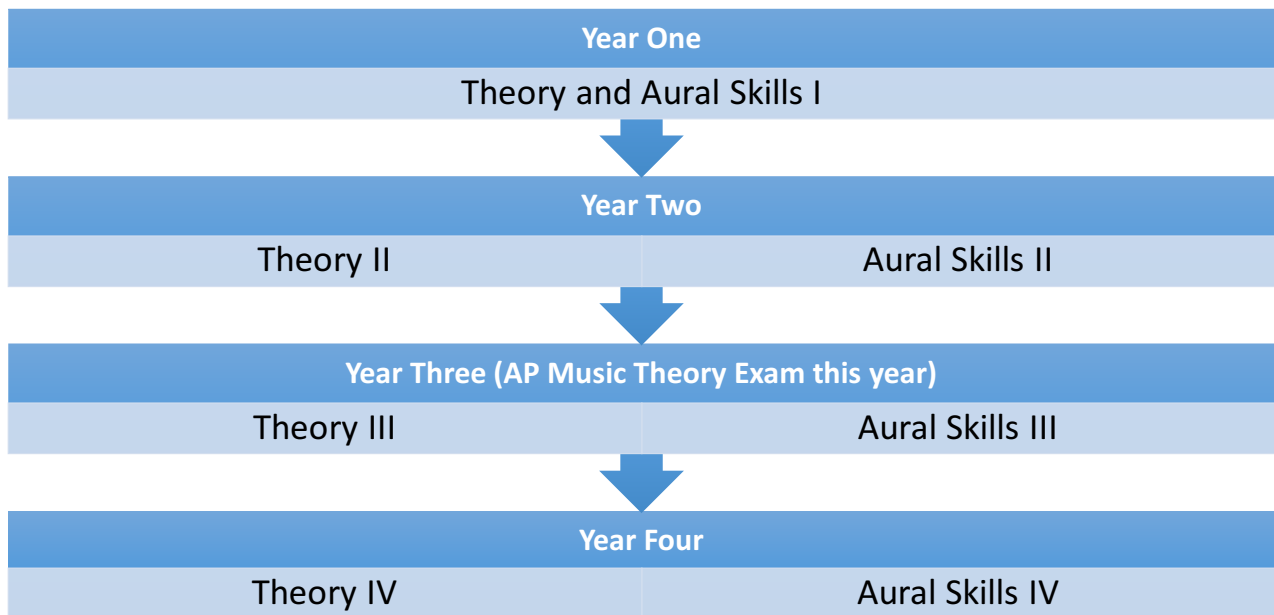 Year One
Theory and Aural Skills I
Year Two
Theory II Aural Skills II
Year Three (AP Music Theory Exam this year)
Theory III Aural Skills III
Year Four
Theory IV Aural Skills IV